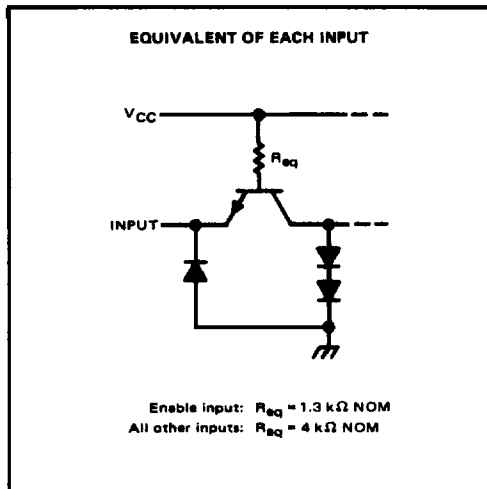 EQUIVALENT OF EACH INPUT
VCC
Req
INPUT
Enable input: Req = 1.3 kΩ NOM
All other inputs: Req = 4 kΩ NOM